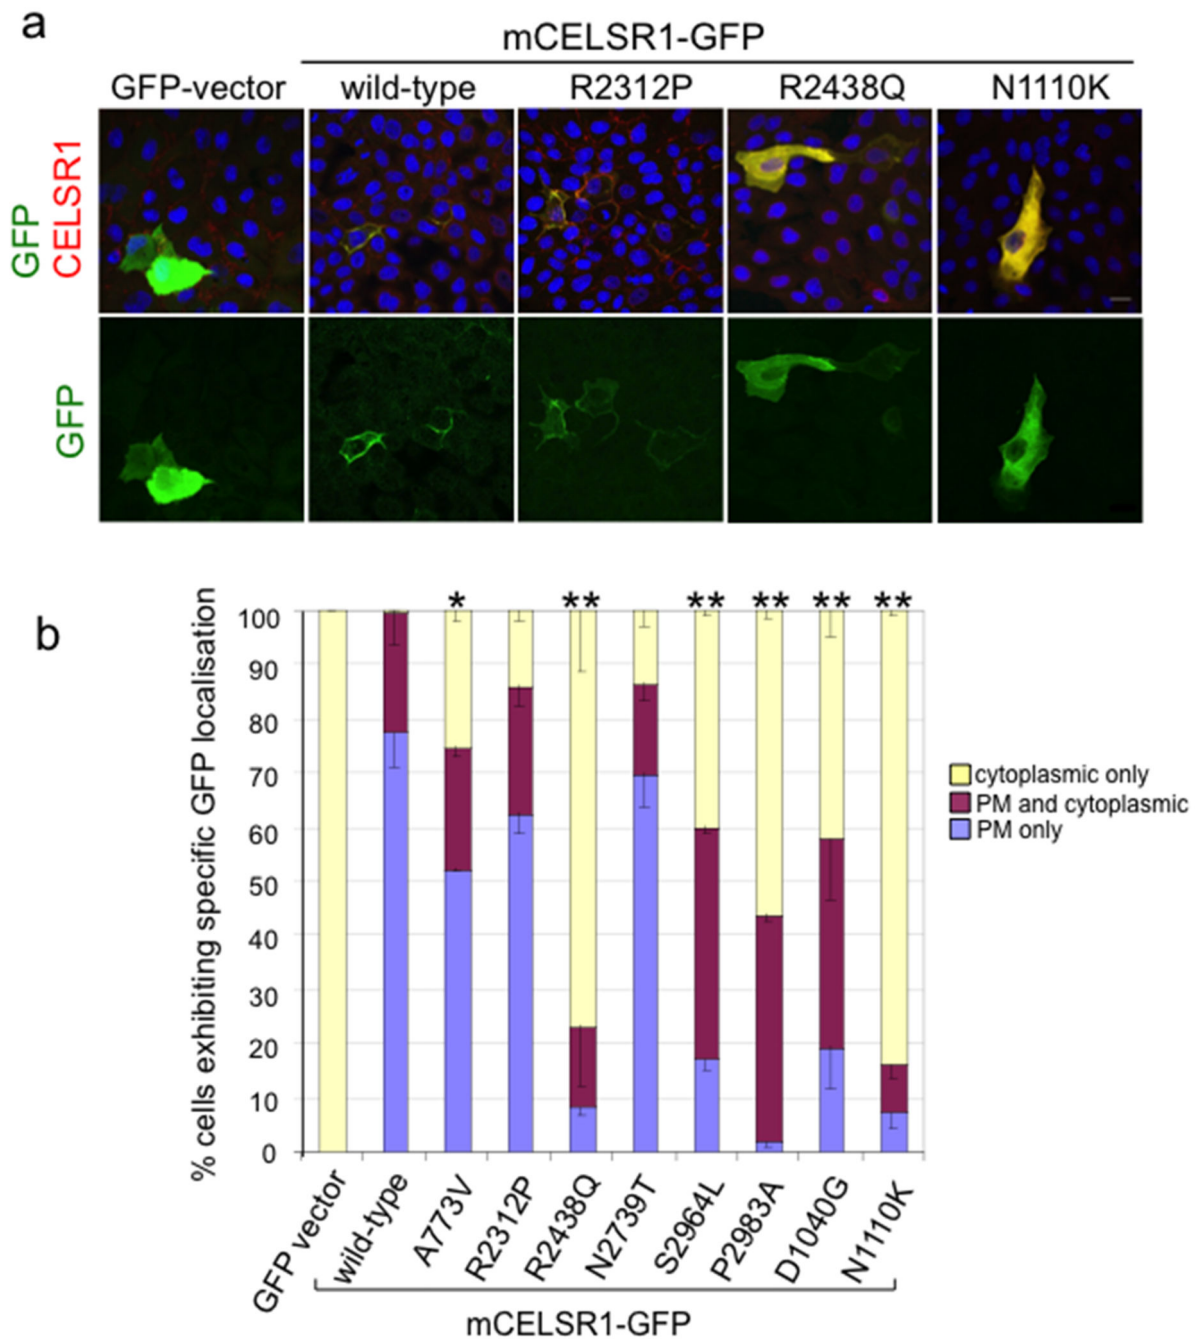 a
mCELSR1-GFP
GFP-vector wild-type R2312P R2438Q N1110K
GFP
CELSR1
GFP
b
% cells exhibiting specific GFP localisation
100
90
80
70
60
50
40
30
20
10
0
* ** ** ** ** **
cytoplasmic only
PM and cytoplasmic
PM only
GFP vector wild-type A773V R2312P R2438Q N2739T S2964L P2983A D1040G N1110K
mCELSR1-GFP